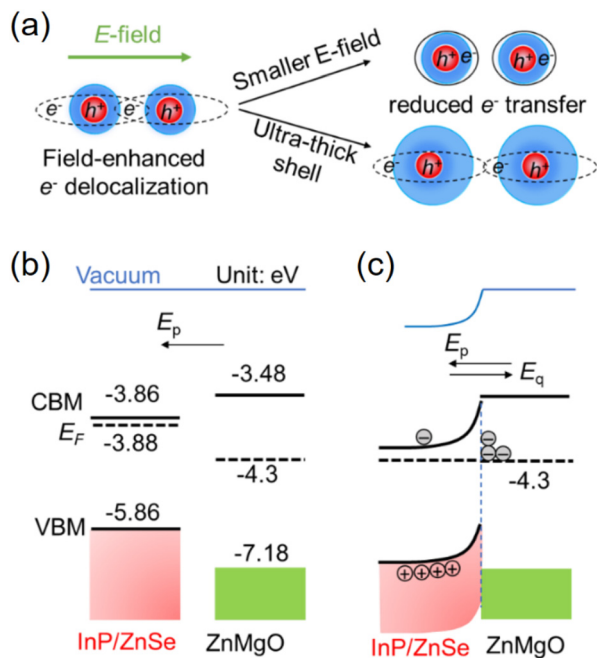 (a)
E-field
e- h+ e- h+ e-
Field-enhanced
e- delocalization
Smaller E-field
Ultra-thick
shell
h+ e- h+ e-
reduced e- transfer
e- h+ e- h+
(b)
Vacuum Unit: eV
Ep
-3.48
CBM -3.86
EF -3.88
-4.3
VBM -5.86
-7.18
InP/ZnSe ZnMgO
(c)
Ep
Eq
-4.3
InP/ZnSe ZnMgO